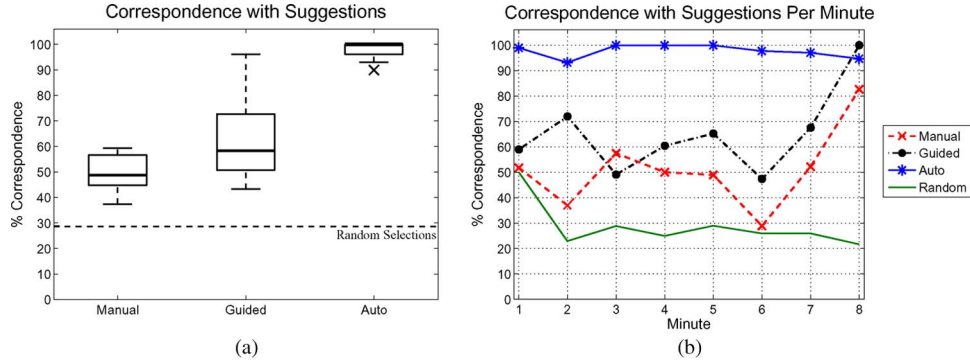 Correspondence with Suggestions
% Correspondence
100
90
80
70
60
50
40
30
20
10
0
Random Selections
Manual
Guided
Auto
(a)
Correspondence with Suggestions Per Minute
% Correspondence
100
90
80
70
60
50
40
30
20
10
0
1 2 3 4 5 6 7 8
Minute
(b)
Manual
Guided
Auto
Random